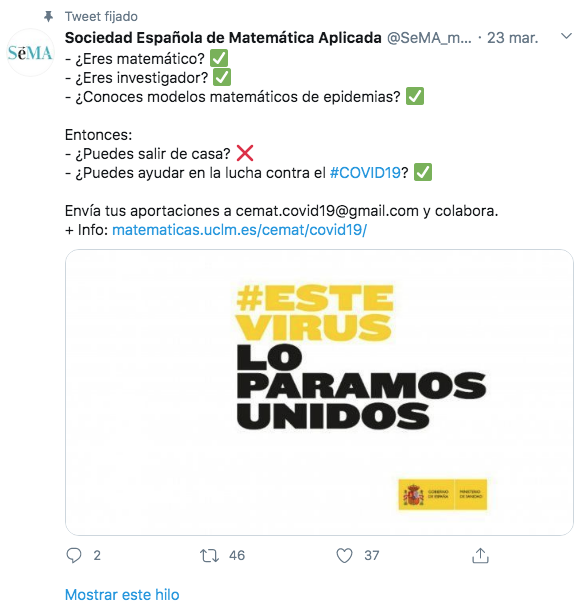 Tweet fijado
SëMA
Sociedad Española de Matemática Aplicada @SeMA_m... · 23 mar.
- ¿Eres matemático? ✅
- ¿Eres investigador? ✅
- ¿Conoces modelos matemáticos de epidemias? ✅
Entonces:
- ¿Puedes salir de casa? ❌
- ¿Puedes ayudar en la lucha contra el #COVID19? ✅
Envía tus aportaciones a cemat.covid19@gmail.com y colabora.
+ Info: matematicas.uclm.es/cemat/covid19/
#ESTE
VIRUS
LO
PARAMOS
UNIDOS
GOBIERNO
DE ESPAÑA
MINISTERIO
DE SANIDAD
2 46 37
Mostrar este hilo